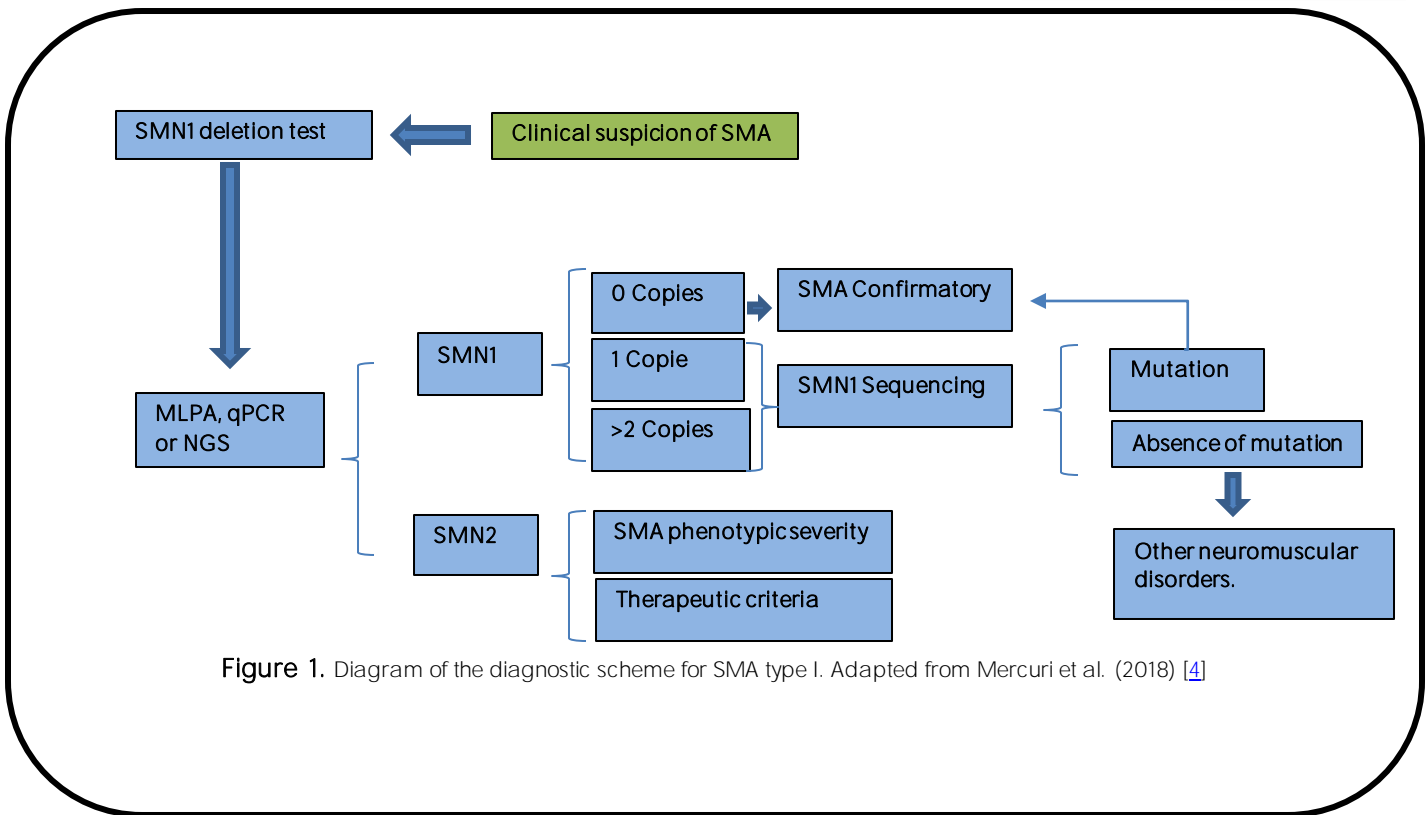 SMN1 deletion test
Clinical suspicion of SMA
0 Copies
SMA Confirmatory
SMN1
1 Copie
SMN1 Sequencing
Mutation
MLPA, qPCR
or NGS
>2 Copies
Absence of mutation
SMN2
SMA phenotypic severity
Therapeutic criteria
Other neuromuscular
disorders.
Figure 1. Diagram of the diagnostic scheme for SMA type I. Adapted from Mercuri et al. (2018) [4]